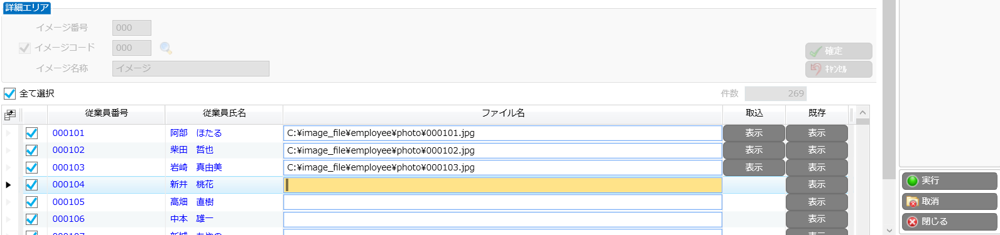 詳細エリア
イメージ番号 000
イメージコード 000
イメージ名称 イメージ
確定
ｷｬﾝｾﾙ
全て選択 件数 269
従業員番号 従業員氏名 ファイル名 取込 既存
000101 阿部 ほたる C:¥image_file¥employee¥photo¥000101.jpg 表示 表示
000102 柴田 哲也 C:¥image_file¥employee¥photo¥000102.jpg 表示 表示
000103 岩崎 真由美 C:¥image_file¥employee¥photo¥000103.jpg 表示 表示
000104 新井 桃花 表示
000105 高畑 直樹 表示
000106 中本 雄一 表示
実行
取消
閉じる